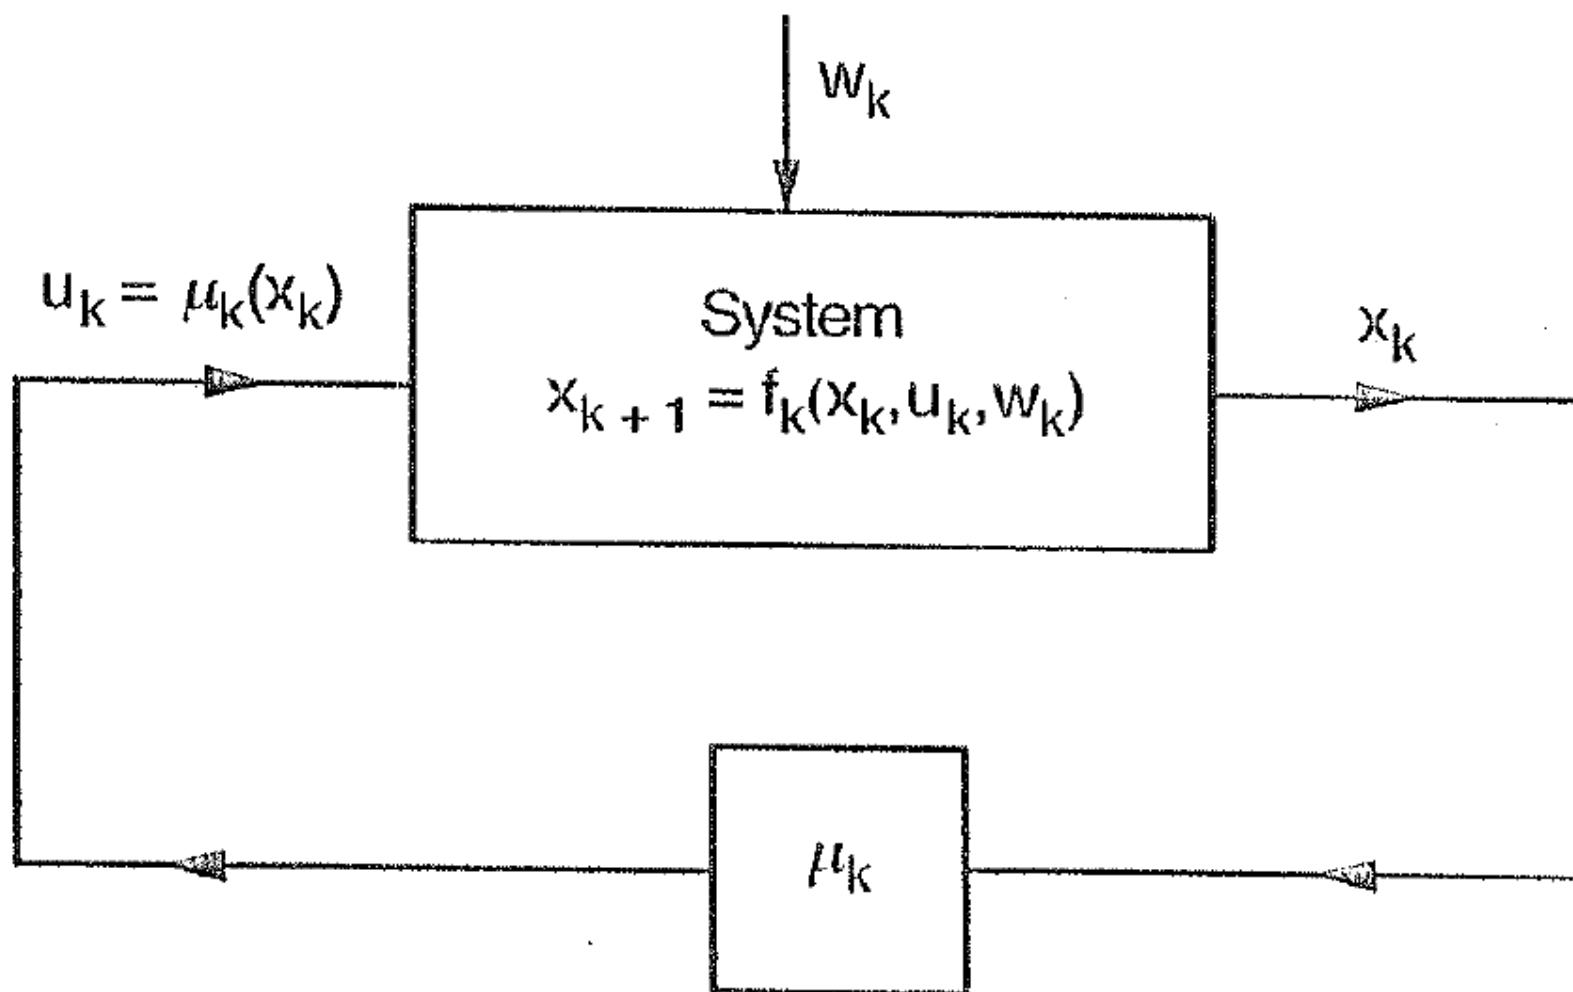 w_k
u_k = μ_k(x_k)
System
x_{k+1} = f_k(x_k, u_k, w_k)
x_k
μ_k